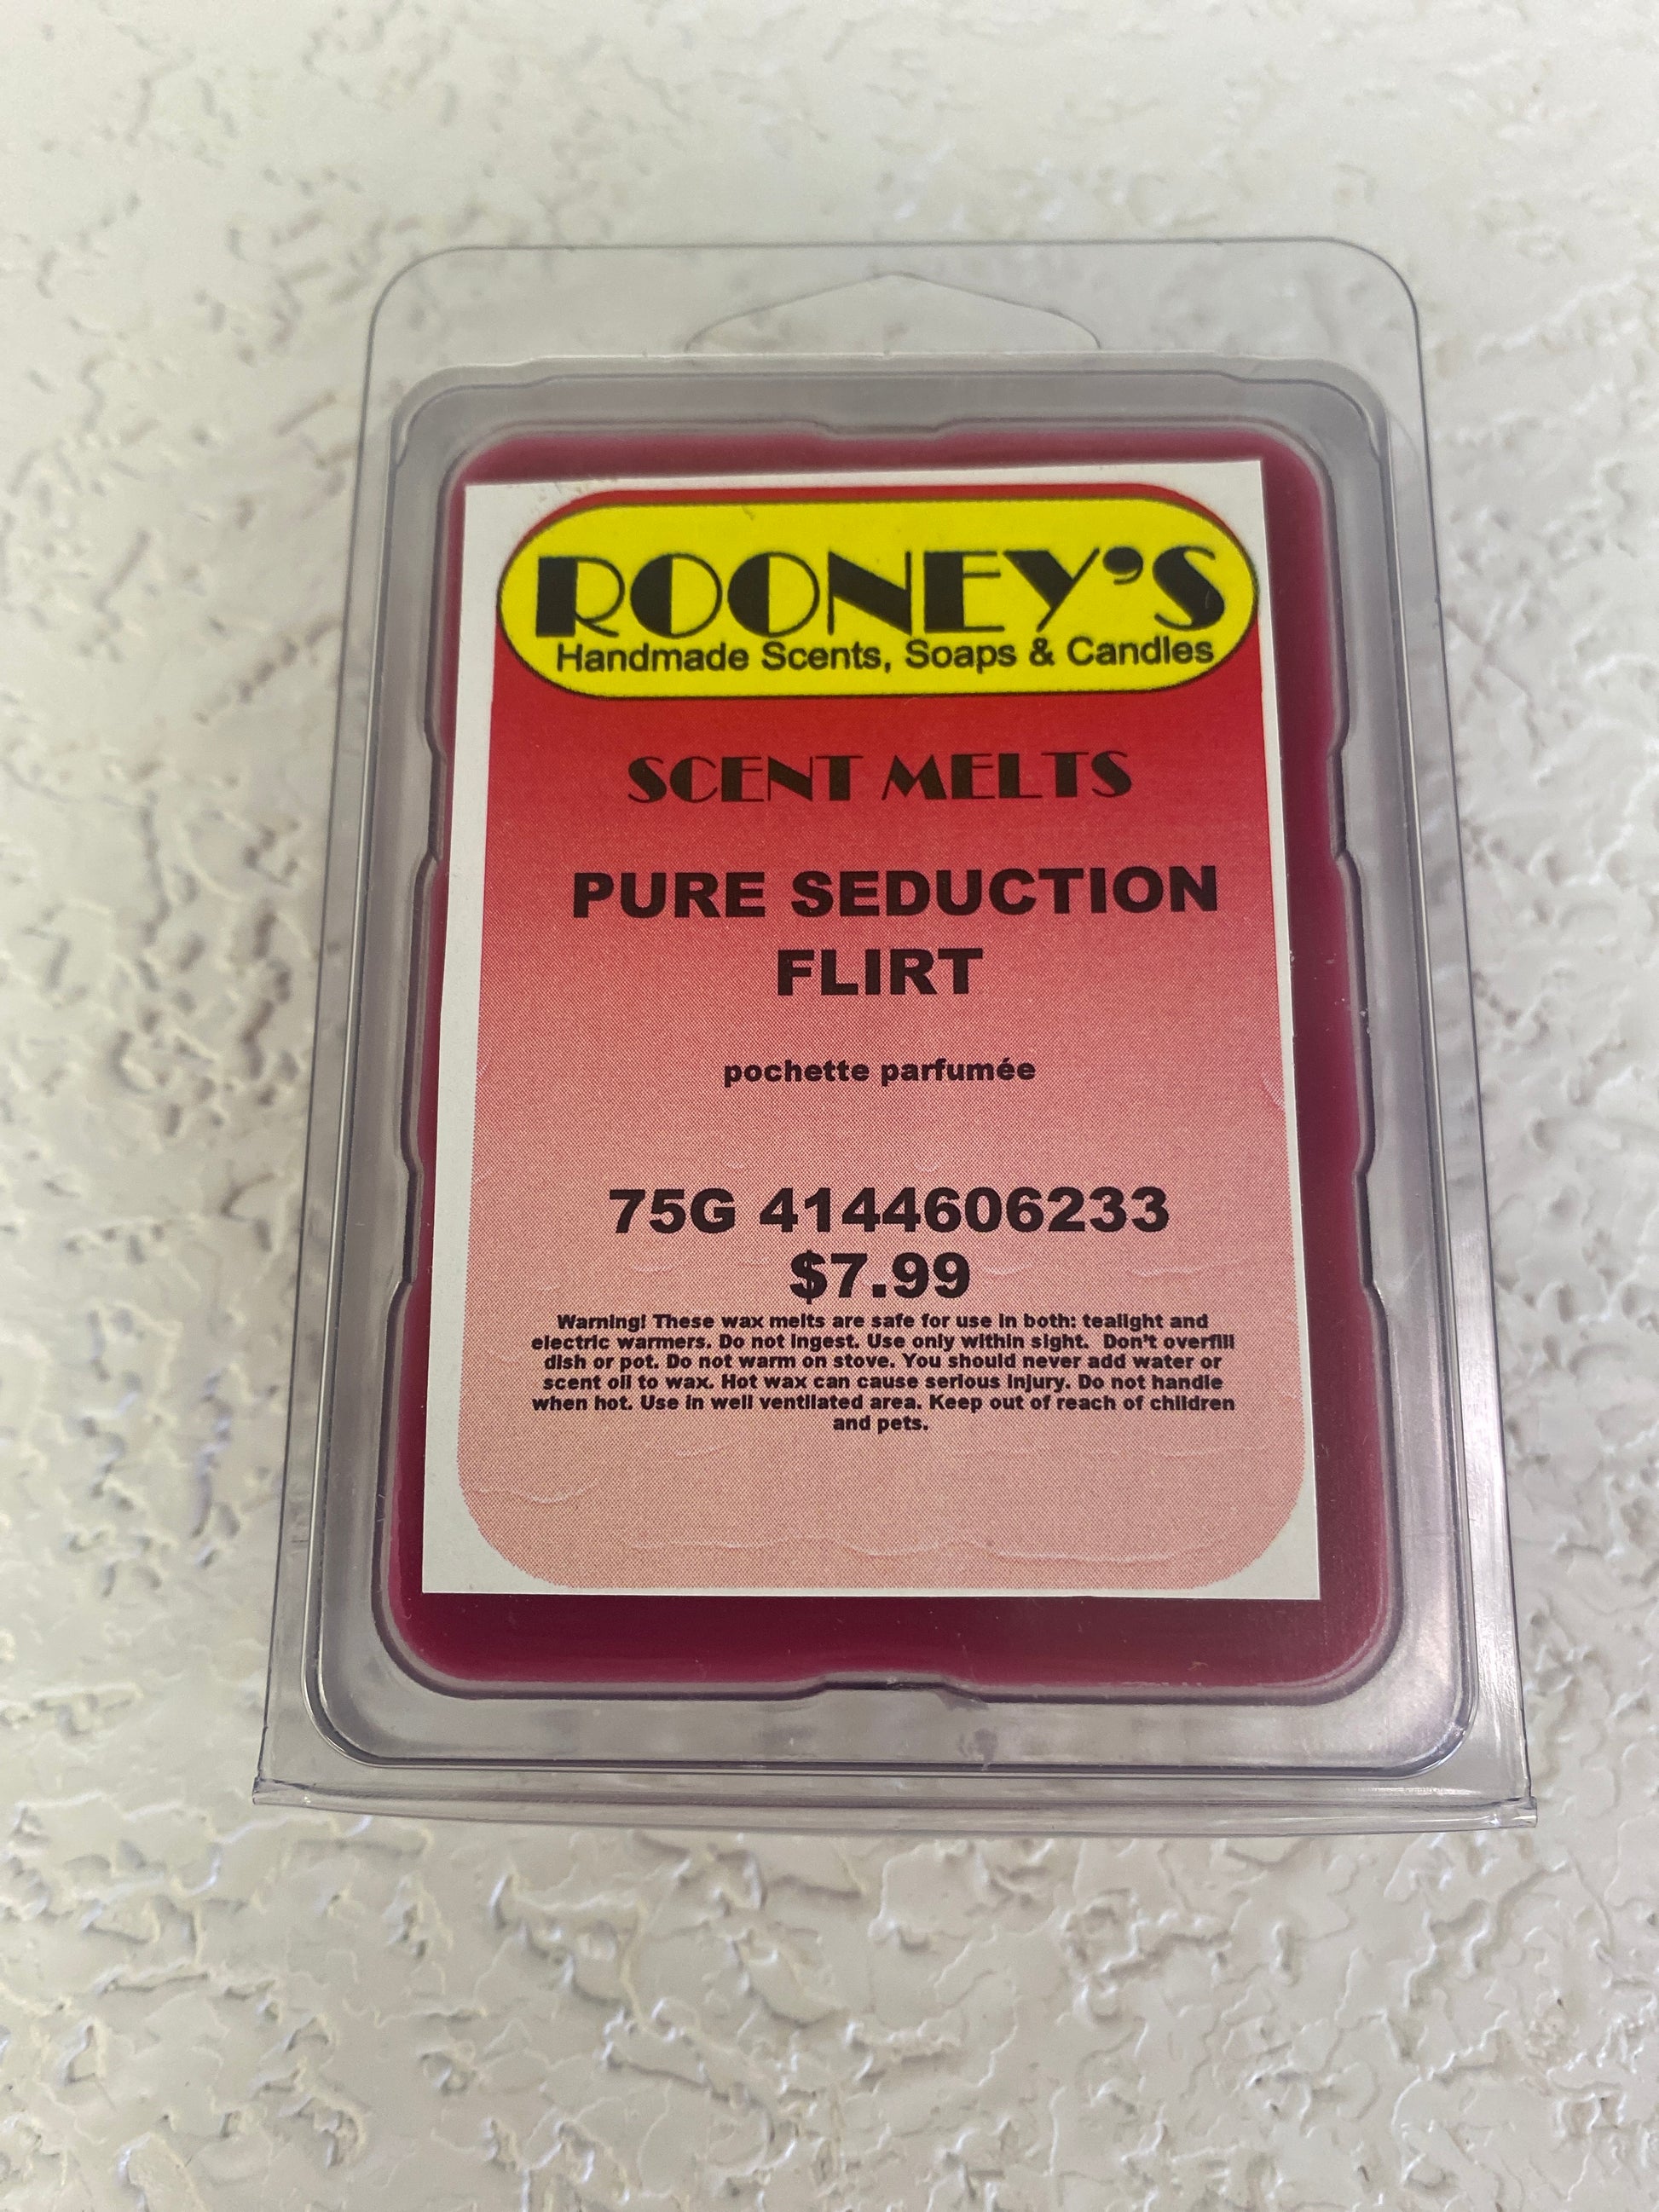 ROONEY'S
Handmade Scents, Soaps & Candles
SCENT MELTS
PURE SEDUCTION
FLIRT
pochette parfumée
75G 4144606233
$7.99
Warning! These wax melts are safe for use in both: tealight and
electric warmers. Do not ingest. Use only within sight. Don't overfill
dish or pot. Do not warm on stove. You should never add water or
scent oil to wax. Hot wax can cause serious injury. Do not handle
when hot. Use in well ventilated area. Keep out of reach of children
and pets.